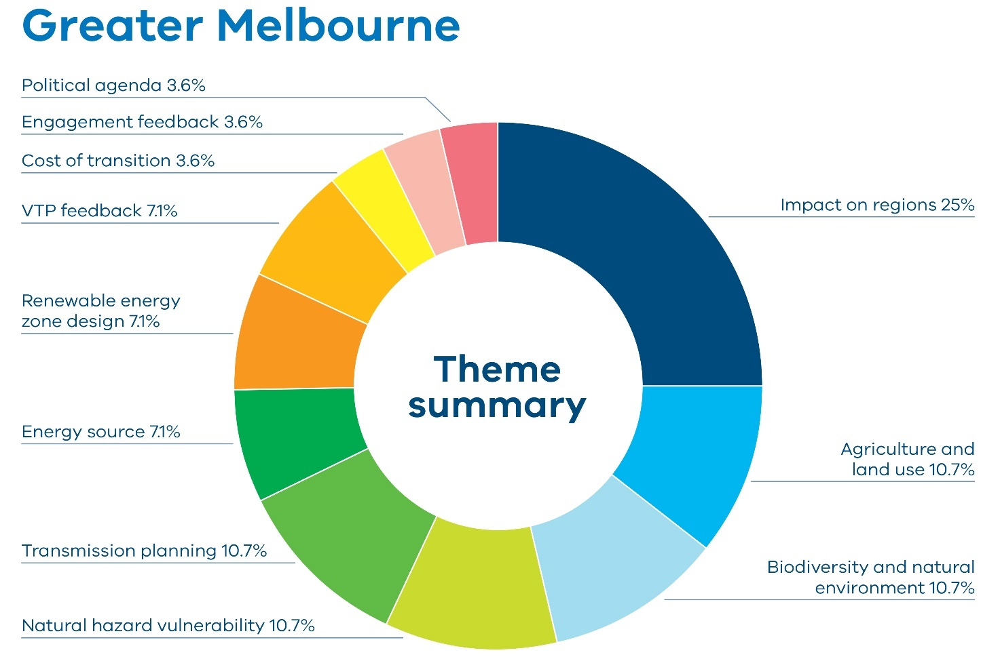 Greater Melbourne
Political agenda 3.6%
Engagement feedback 3.6%
Cost of transition 3.6%
VTP feedback 7.1%
Renewable energy
zone design 7.1%
Energy source 7.1%
Transmission planning 10.7%
Natural hazard vulnerability 10.7%
Theme
summary
Impact on regions 25%
Agriculture and
land use 10.7%
Biodiversity and natural
environment 10.7%